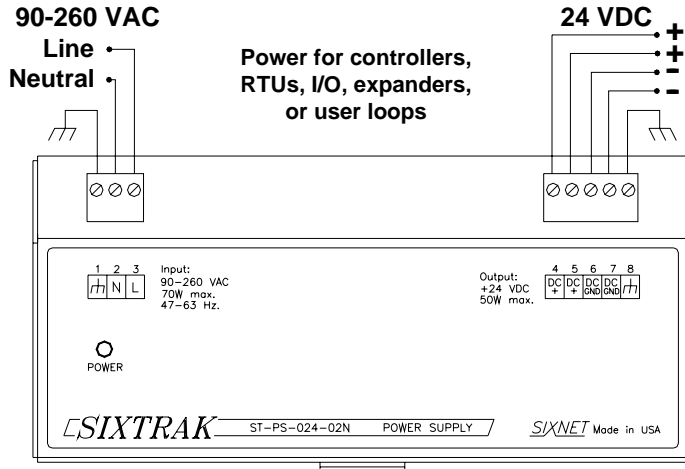 90-260 VAC
Line
Neutral
Power for controllers,
RTUs, I/O, expanders,
or user loops
24 VDC
+
+
-
-
1 2 3
N L
Input:
90-260 VAC
70W max.
47-63 Hz.
Output:
+24 VDC
50W max.
4 5 6 7 8
DC + DC + DC GND DC GND
POWER
SIXTRAK ST-PS-024-02N POWER SUPPLY SIXNET Made in USA